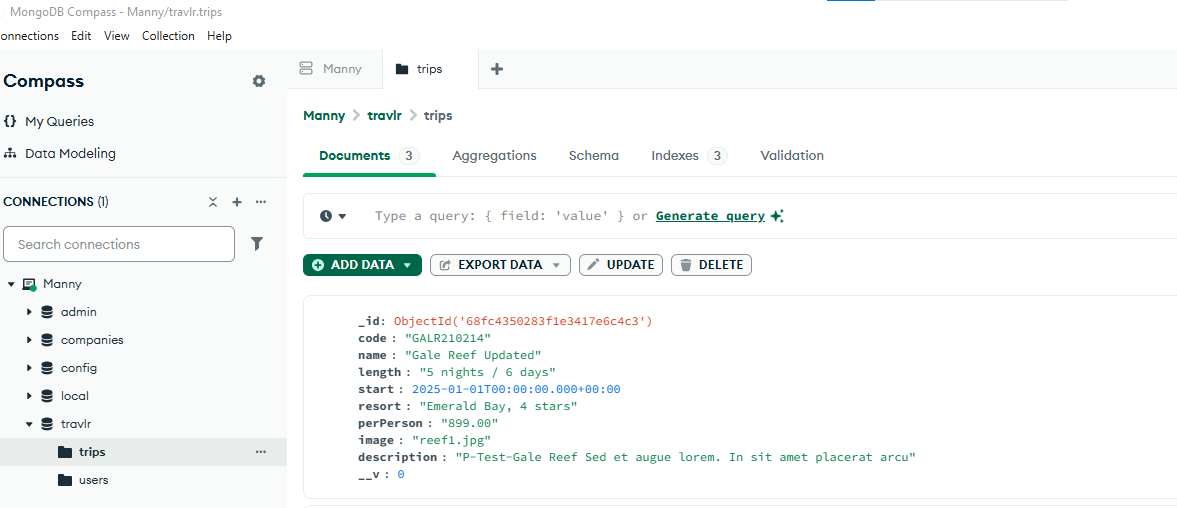 MongoDB Compass - Manny/travlr.trips
onnections Edit View Collection Help
Compass
My Queries
Data Modeling
CONNECTIONS (1)
Search connections
Manny
admin
companies
config
local
travlr
trips
users
Manny trips
Manny travlr trips
Documents 3 Aggregations Schema Indexes 3 Validation
Type a query: { field: 'value' } or Generate query
ADD DATA EXPORT DATA UPDATE DELETE
_id: ObjectId('68fc4350283f1e3417e6c4c3')
code : "GALR210214"
name : "Gale Reef Updated"
length : "5 nights / 6 days"
start : 2025-01-01T00:00:00.000+00:00
resort : "Emerald Bay, 4 stars"
perPerson : "899.00"
image : "reef1.jpg"
description : "P-Test-Gale Reef Sed et augue lorem. In sit amet placerat arcu"
__v : 0